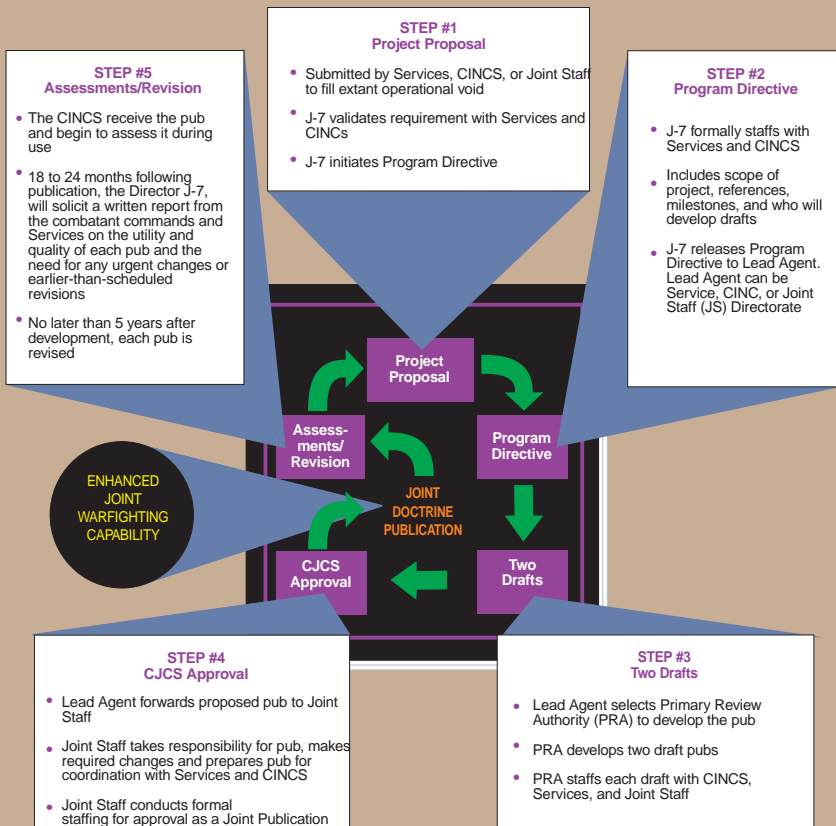 STEP #1
Project Proposal
• Submitted by Services, CINCS, or Joint Staff
to fill extant operational void
• J-7 validates requirement with Services and
CINCs
• J-7 initiates Program Directive
STEP #5
Assessments/Revision
• The CINCS receive the pub
and begin to assess it during
use
• 18 to 24 months following
publication, the Director J-7,
will solicit a written report from
the combatant commands and
Services on the utility and
quality of each pub and the
need for any urgent changes or
earlier-than-scheduled
revisions
• No later than 5 years after
development, each pub is
revised
STEP #2
Program Directive
• J-7 formally staffs with
Services and CINCS
• Includes scope of
project, references,
milestones, and who will
develop drafts
• J-7 releases Program
Directive to Lead Agent.
Lead Agent can be
Service, CINC, or Joint
Staff (JS) Directorate
Project
Proposal
Assess-
ments/
Revision
Program
Directive
ENHANCED
JOINT
WARFIGHTING
CAPABILITY
JOINT
DOCTRINE
PUBLICATION
CJCS
Approval
Two
Drafts
STEP #4
CJCS Approval
• Lead Agent forwards proposed pub to Joint
Staff
• Joint Staff takes responsibility for pub, makes
required changes and prepares pub for
coordination with Services and CINCS
• Joint Staff conducts formal
staffing for approval as a Joint Publication
STEP #3
Two Drafts
• Lead Agent selects Primary Review
Authority (PRA) to develop the pub
• PRA develops two draft pubs
• PRA staffs each draft with CINCS,
Services, and Joint Staff